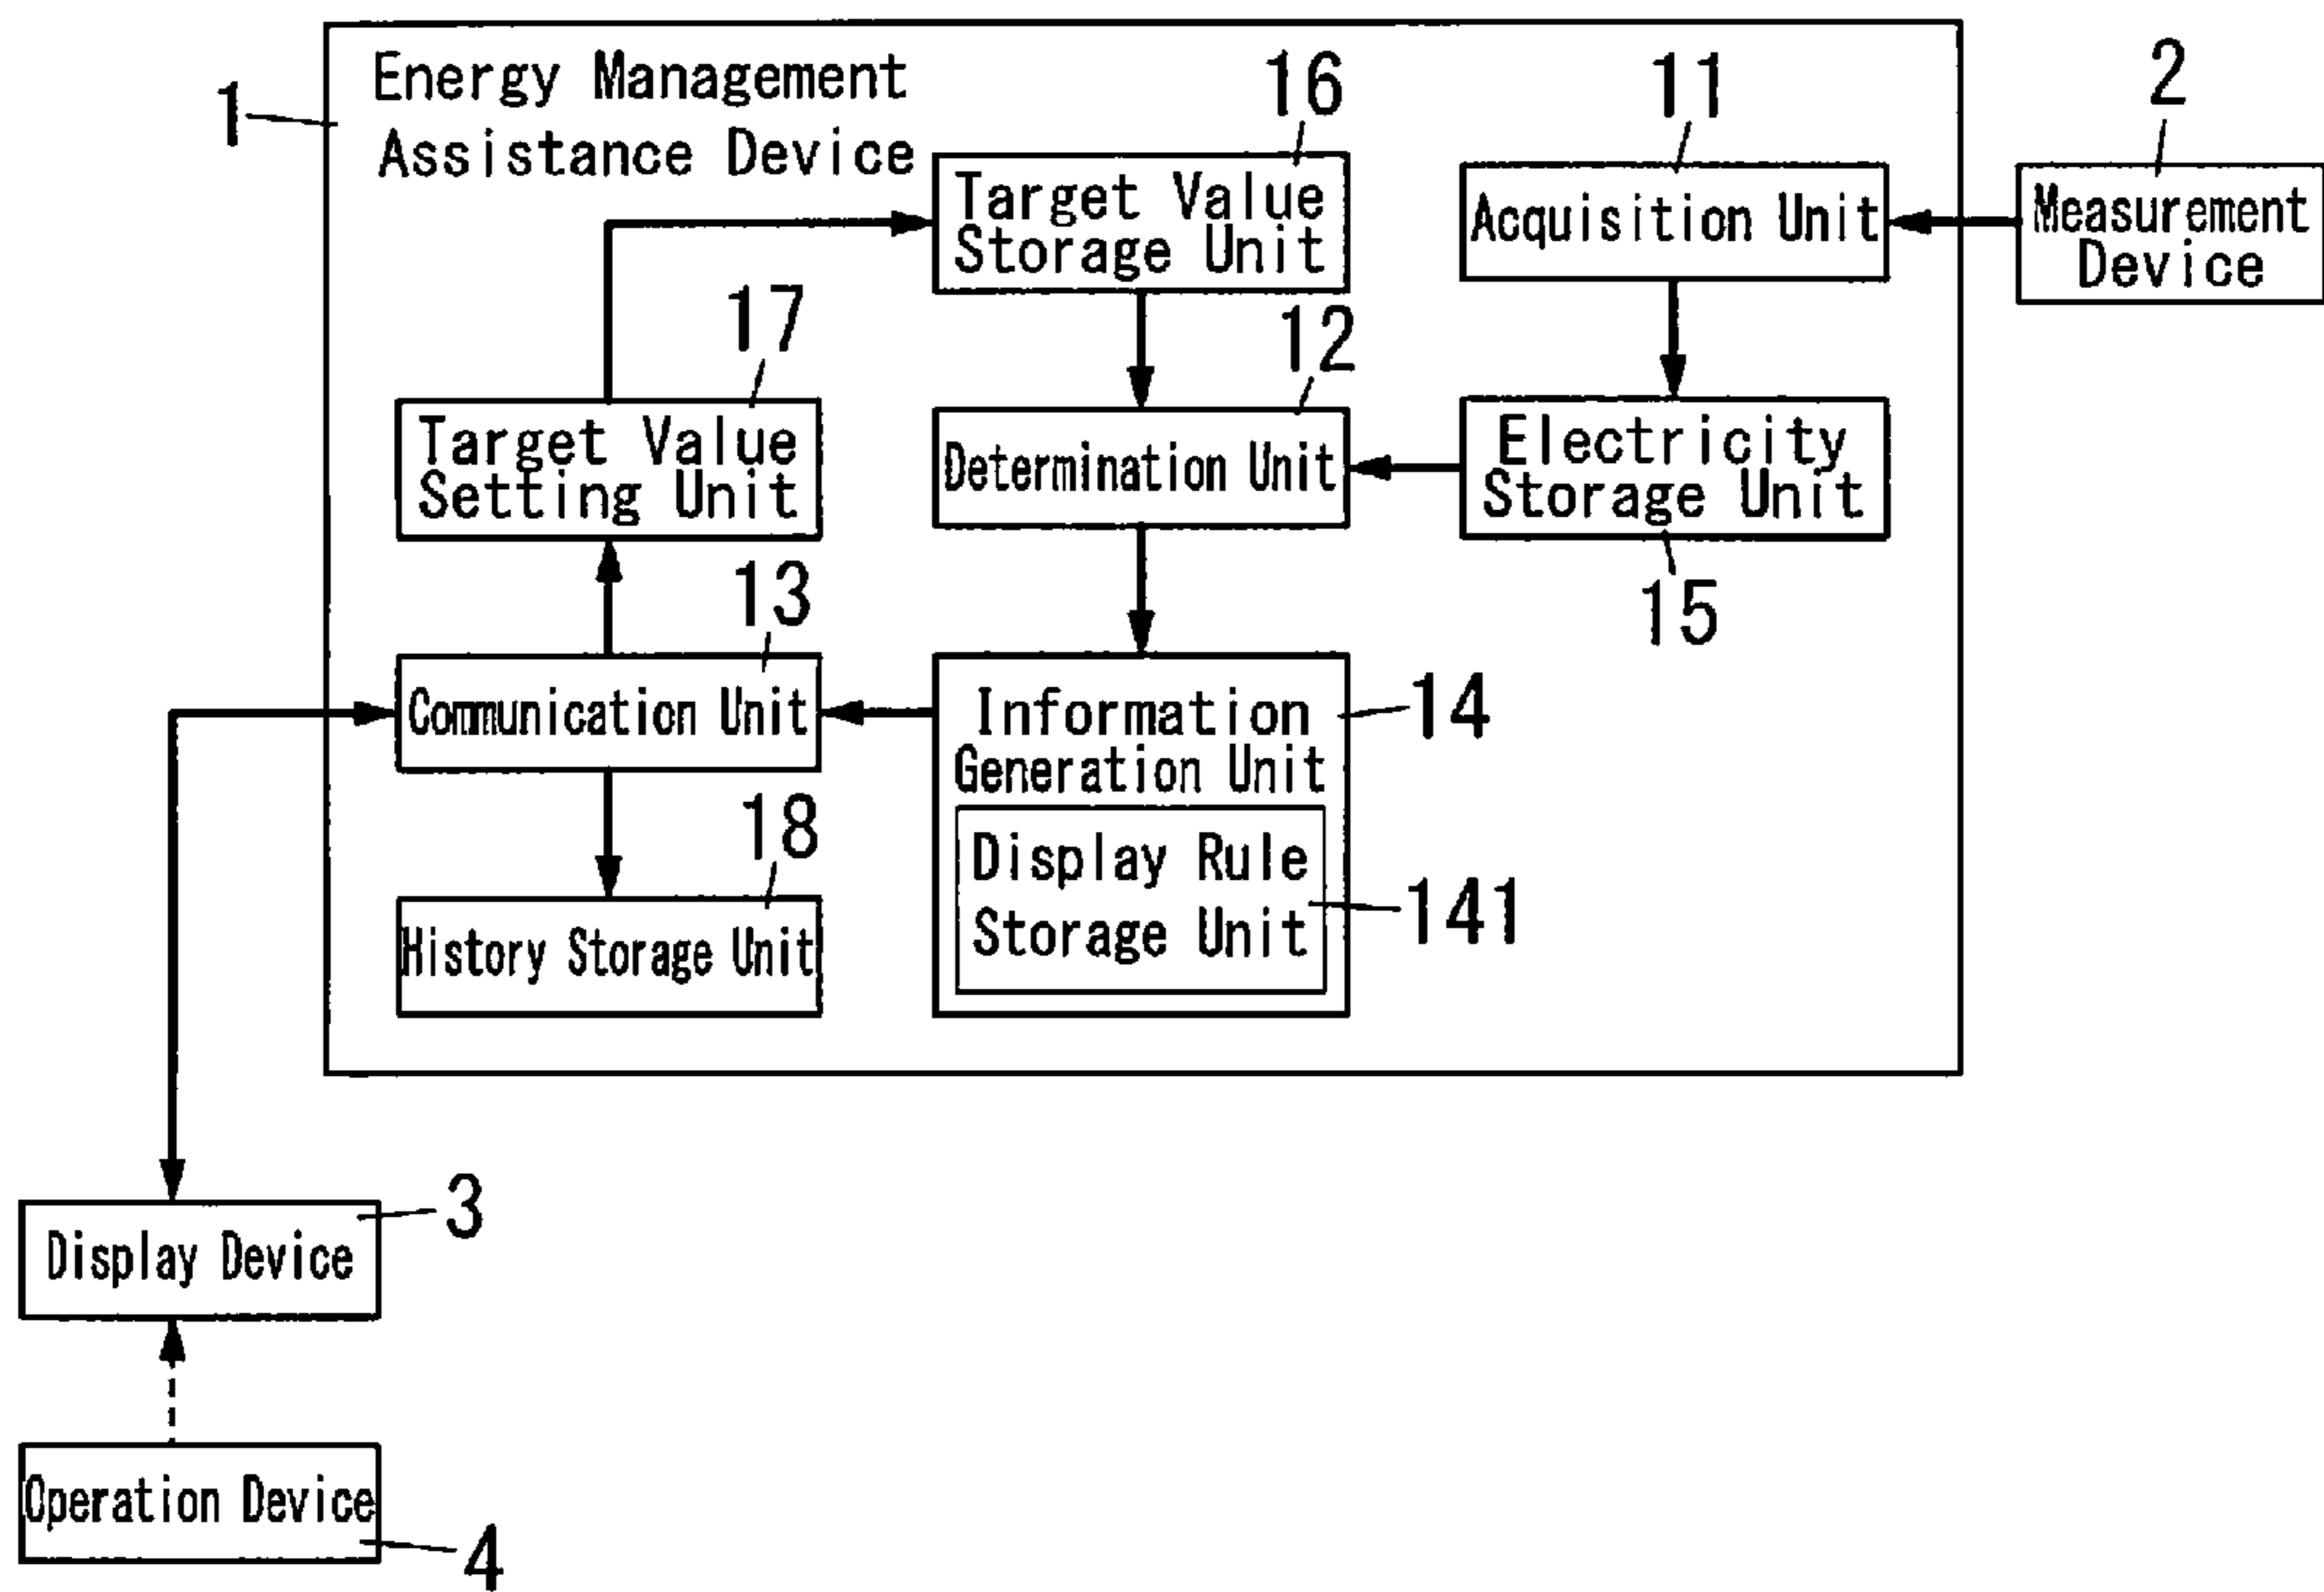 1
Energy Management
Assistance Device
16
11
2
Target Value
Storage Unit
Acquisition Unit
Measurement
Device
17
12
Target Value
Setting Unit
Determination Unit
Electricity
Storage Unit
15
13
Communication Unit
Information
Generation Unit
14
18
Display Rule
Storage Unit
141
History Storage Unit
3
Display Device
Operation Device
4